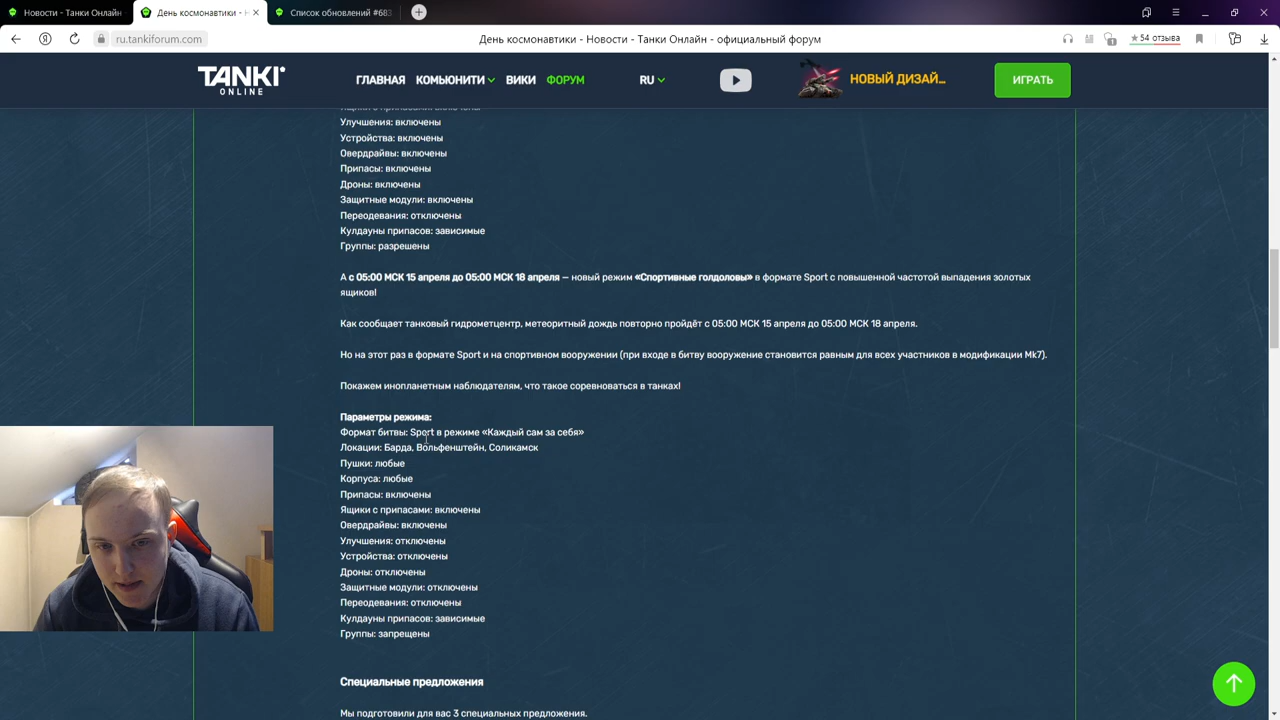 Новости - Танки Онлайн
День космонавтики - Н
Список обновлений #683
ru.tankiforum.com
День космонавтики - Новости - Танки Онлайн - официальный форум
★54 отзыва
TANKI ONLINE
ГЛАВНАЯ
КОМЬЮНИТИ
ВИКИ
ФОРУМ
RU
НОВЫЙ ДИЗАЙ...
ИГРАТЬ
Ящики с припасами: включены
Улучшения: включены
Устройства: включены
Овердрайвы: включены
Припасы: включены
Дроны: включены
Защитные модули: включены
Переодевания: отключены
Кулдауны припасов: зависимые
Группы: разрешены
А с 05:00 МСК 15 апреля до 05:00 МСК 18 апреля — новый режим «Спортивные голдоловы» в формате Sport с повышенной частотой выпадения золотых
ящиков!
Как сообщает танковый гидрометцентр, метеоритный дождь повторно пройдёт с 05:00 МСК 15 апреля до 05:00 МСК 18 апреля.
Но на этот раз в формате Sport и на спортивном вооружении (при входе в битву вооружение становится равным для всех участников в модификации Mk7).
Покажем инопланетным наблюдателям, что такое соревноваться в танках!
Параметры режима:
Формат битвы: Sport в режиме «Каждый сам за себя»
Локации: Барда, Вольфенштейн, Соликамск
Пушки: любые
Корпуса: любые
Припасы: включены
Ящики с припасами: включены
Овердрайвы: включены
Улучшения: отключены
Устройства: отключены
Дроны: отключены
Защитные модули: отключены
Переодевания: отключены
Кулдауны припасов: зависимые
Группы: запрещены
Специальные предложения
Мы подготовили для вас 3 специальных предложения.